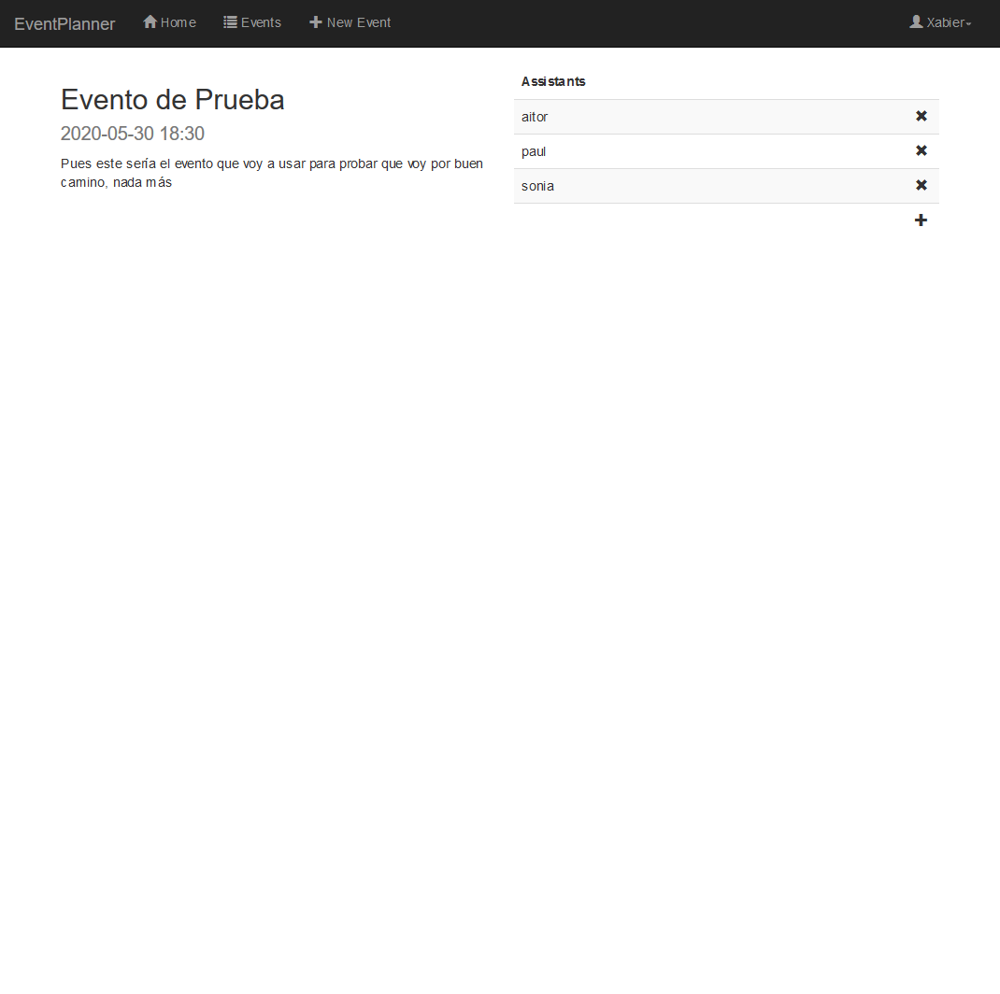 EventPlanner Home Events New Event Xabier
Evento de Prueba
2020-05-30 18:30
Pues este sería el evento que voy a usar para probar que voy por buen
camino, nada más
Assistants
aitor
paul
sonia